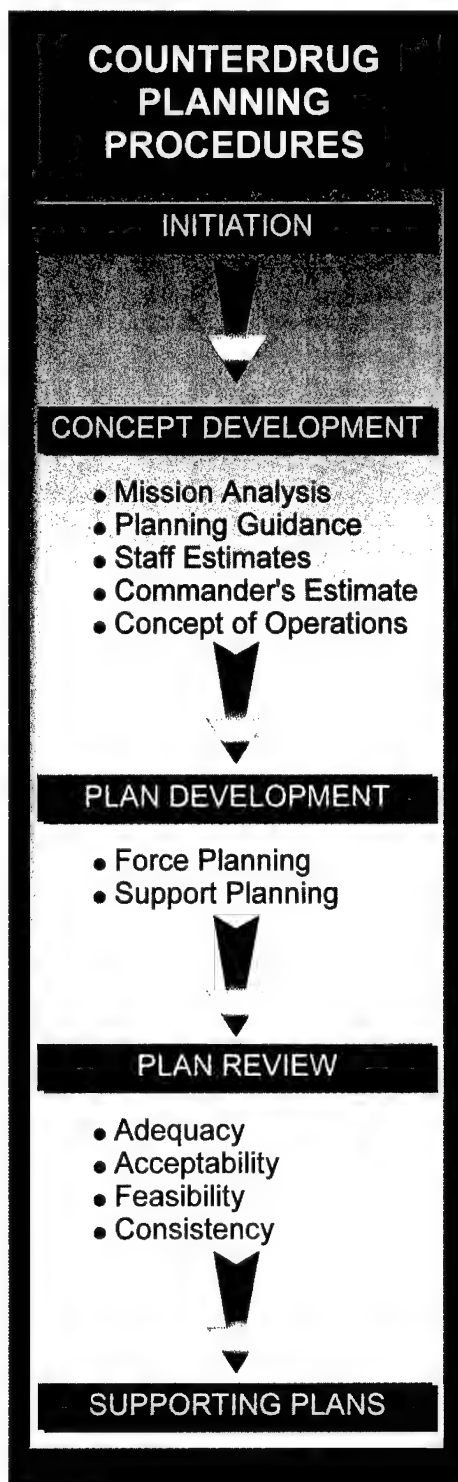 COUNTERDRUG
PLANNING
PROCEDURES
INITIATION
CONCEPT DEVELOPMENT
• Mission Analysis
• Planning Guidance
• Staff Estimates
• Commander's Estimate
• Concept of Operations
PLAN DEVELOPMENT
• Force Planning
• Support Planning
PLAN REVIEW
• Adequacy
• Acceptability
• Feasibility
• Consistency
SUPPORTING PLANS